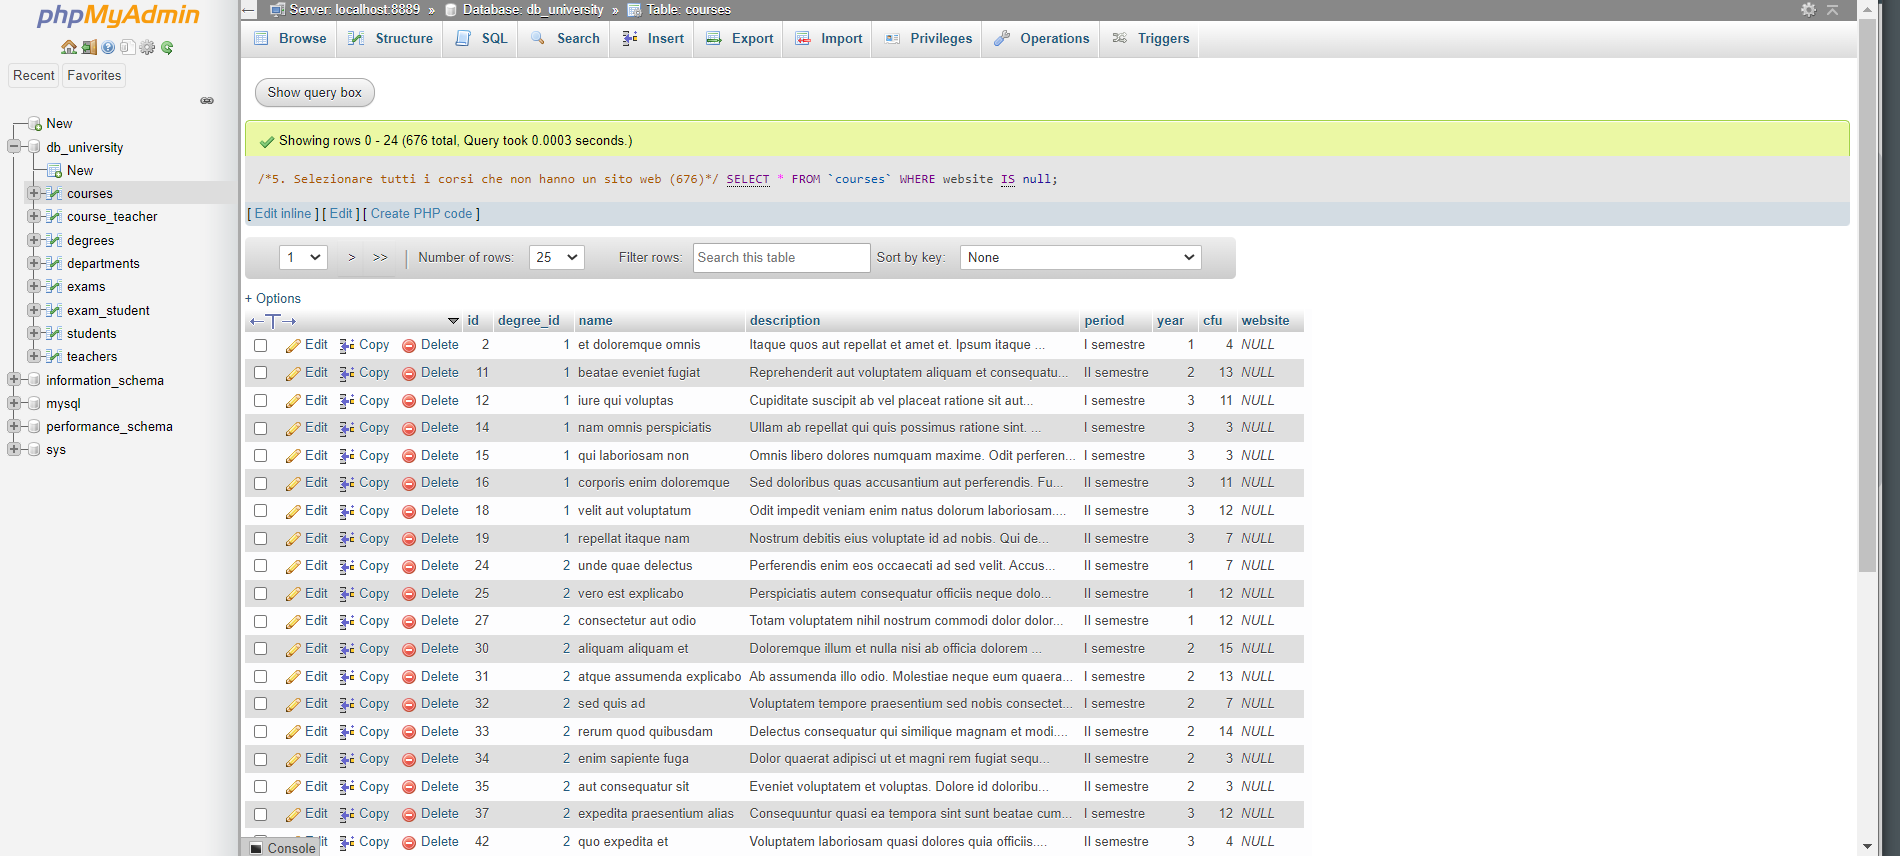 phpMyAdmin
Recent Favorites
New
db_university
New
courses
course_teacher
degrees
departments
exams
exam_student
students
teachers
information_schema
mysql
performance_schema
sys
Server: localhost:8889 » Database: db_university » Table: courses
Browse Structure SQL Search Insert Export Import Privileges Operations Triggers
Show query box
Showing rows 0 - 24 (676 total, Query took 0.0003 seconds.)
/*5. Selezionare tutti i corsi che non hanno un sito web (676)*/ SELECT * FROM `courses` WHERE website IS null;
[ Edit inline ] [ Edit ] [ Create PHP code ]
1 > >> | Number of rows: 25 Filter rows: Search this table Sort by key: None
+ Options
←T→ id degree_id name description period year cfu website
Edit Copy Delete 2 1 et doloremque omnis Itaque quos aut repellat et amet et. Ipsum itaque ... I semestre 1 4 NULL
Edit Copy Delete 11 1 beatae eveniet fugiat Reprehenderit aut voluptatem aliquam et consequatu... II semestre 2 13 NULL
Edit Copy Delete 12 1 iure qui voluptas Cupiditate suscipit ab vel placeat ratione sit aut... I semestre 3 11 NULL
Edit Copy Delete 14 1 nam omnis perspiciatis Ullam ab repellat qui quis possimus ratione sint. ... I semestre 3 3 NULL
Edit Copy Delete 15 1 qui laboriosam non Omnis libero dolores numquam maxime. Odit perferen... I semestre 3 3 NULL
Edit Copy Delete 16 1 corporis enim doloremque Sed doloribus quas accusantium aut perferendis. Fu... II semestre 3 11 NULL
Edit Copy Delete 18 1 velit aut voluptatum Odit impedit veniam enim natus dolorum laboriosam.... II semestre 3 12 NULL
Edit Copy Delete 19 1 repellat itaque nam Nostrum debitis eius voluptate id ad nobis. Qui de... II semestre 3 7 NULL
Edit Copy Delete 24 2 unde quae delectus Perferendis enim eos occaecati ad sed velit. Accus... II semestre 1 7 NULL
Edit Copy Delete 25 2 vero est explicabo Perspiciatis autem consequatur officiis neque dolo... II semestre 1 12 NULL
Edit Copy Delete 27 2 consectetur aut odio Totam voluptatem nihil nostrum commodi dolor dolor... II semestre 1 12 NULL
Edit Copy Delete 30 2 aliquam aliquam et Doloremque illum et nulla nisi ab officia dolorem ... I semestre 2 15 NULL
Edit Copy Delete 31 2 atque assumenda explicabo Ab assumenda illo odio. Molestiae neque eum quaera... I semestre 2 13 NULL
Edit Copy Delete 32 2 sed quis ad Voluptatem tempore praesentium sed nobis consectet... I semestre 2 7 NULL
Edit Copy Delete 33 2 rerum quod quibusdam Delectus consequatur qui similique magnam et modi.... II semestre 2 14 NULL
Edit Copy Delete 34 2 enim sapiente fuga Dolor quaerat adipisci ut et magni rem fugiat sequ... II semestre 2 3 NULL
Edit Copy Delete 35 2 aut consequatur sit Eveniet voluptatem et voluptas. Dolore id doloribu... II semestre 2 3 NULL
Edit Copy Delete 37 2 expedita praesentium alias Consequuntur quasi ea tempora sint sunt beatae cum... I semestre 3 12 NULL
Copy Delete 42 2 quo expedita et Voluptatem laboriosam quasi dolores quia officiis.... II semestre 3 4 NULL
Console